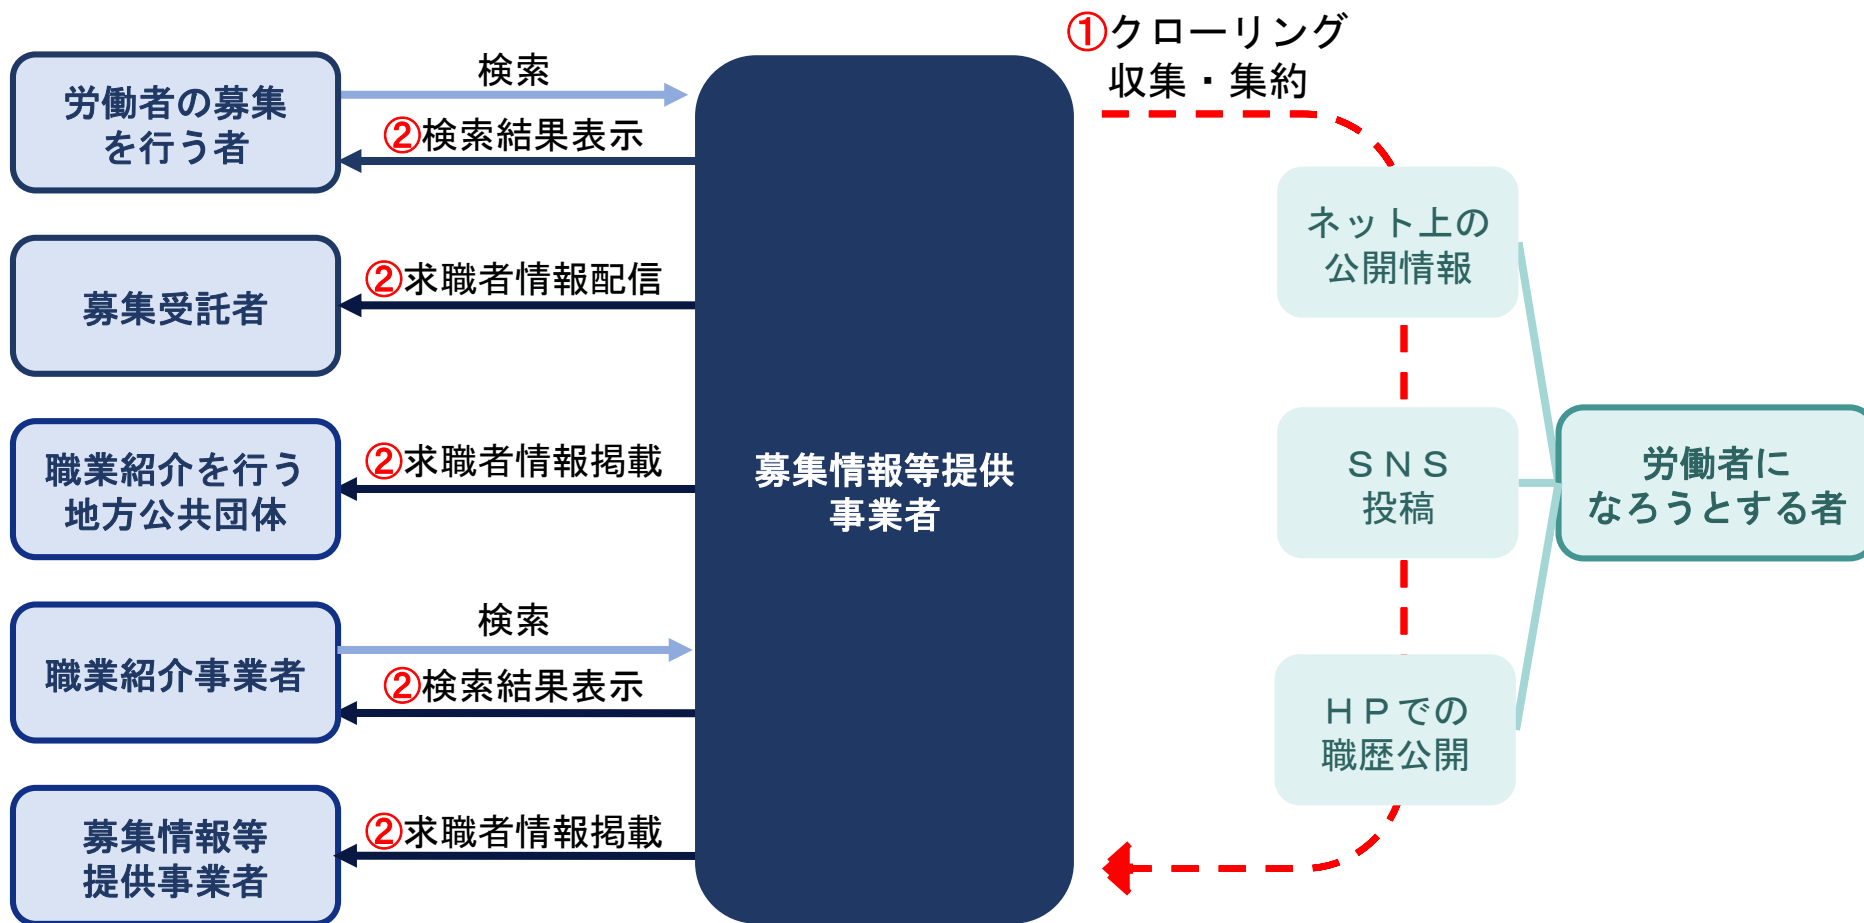 ①クローリング
収集・集約
労働者の募集
を行う者
検索
②検索結果表示
募集受託者
②求職者情報配信
職業紹介を行う
地方公共団体
②求職者情報掲載
職業紹介事業者
検索
②検索結果表示
募集情報等
提供事業者
②求職者情報掲載
募集情報等提供
事業者
ネット上の
公開情報
ＳＮＳ
投稿
ＨＰでの
職歴公開
労働者に
なろうとする者